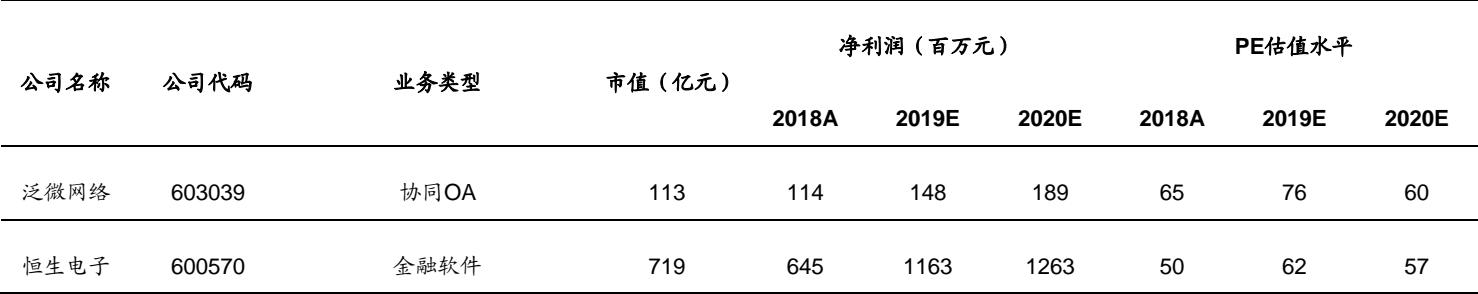 净利润（百万元） PE估值水平
公司名称 公司代码 业务类型 市值（亿元）
2018A 2019E 2020E 2018A 2019E 2020E
泛微网络 603039 协同OA 113 114 148 189 65 76 60
恒生电子 600570 金融软件 719 645 1163 1263 50 62 57